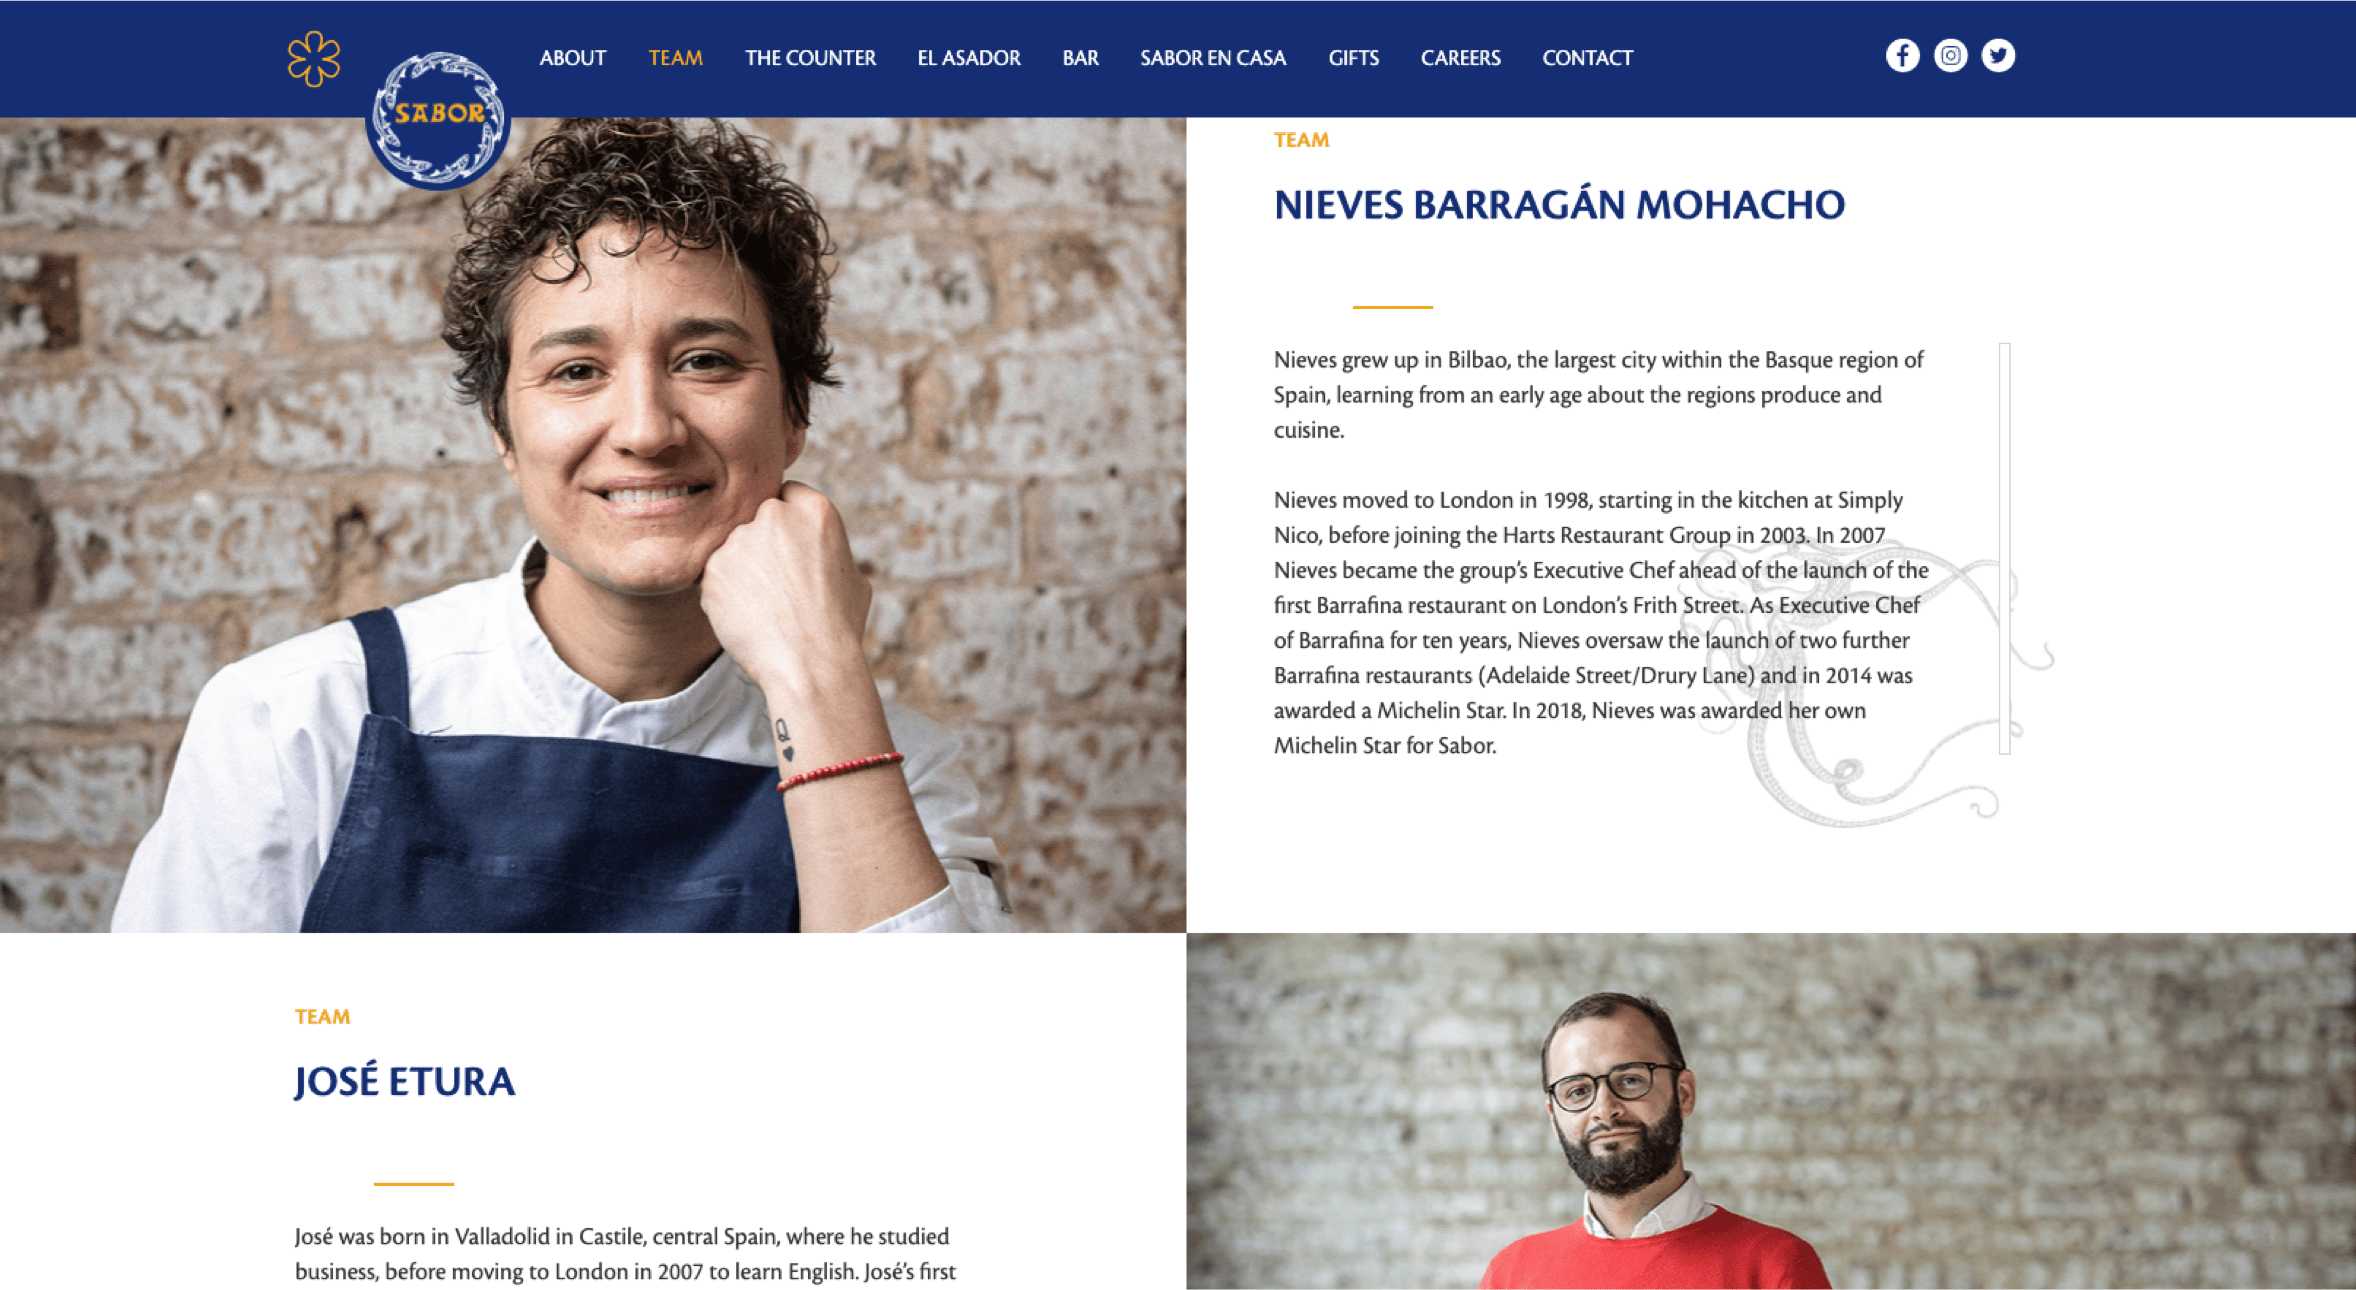 SABOR
ABOUT TEAM THE COUNTER EL ASADOR BAR SABOR EN CASA GIFTS CAREERS CONTACT
TEAM
NIEVES BARRAGÁN MOHACHO
Nieves grew up in Bilbao, the largest city within the Basque region of
Spain, learning from an early age about the regions produce and
cuisine.
Nieves moved to London in 1998, starting in the kitchen at Simply
Nico, before joining the Harts Restaurant Group in 2003. In 2007
Nieves became the group’s Executive Chef ahead of the launch of the
first Barrafina restaurant on London’s Frith Street. As Executive Chef
of Barrafina for ten years, Nieves oversaw the launch of two further
Barrafina restaurants (Adelaide Street/Drury Lane) and in 2014 was
awarded a Michelin Star. In 2018, Nieves was awarded her own
Michelin Star for Sabor.
Q
TEAM
JOSÉ ETURA
José was born in Valladolid in Castile, central Spain, where he studied
business, before moving to London in 2007 to learn English. José’s first